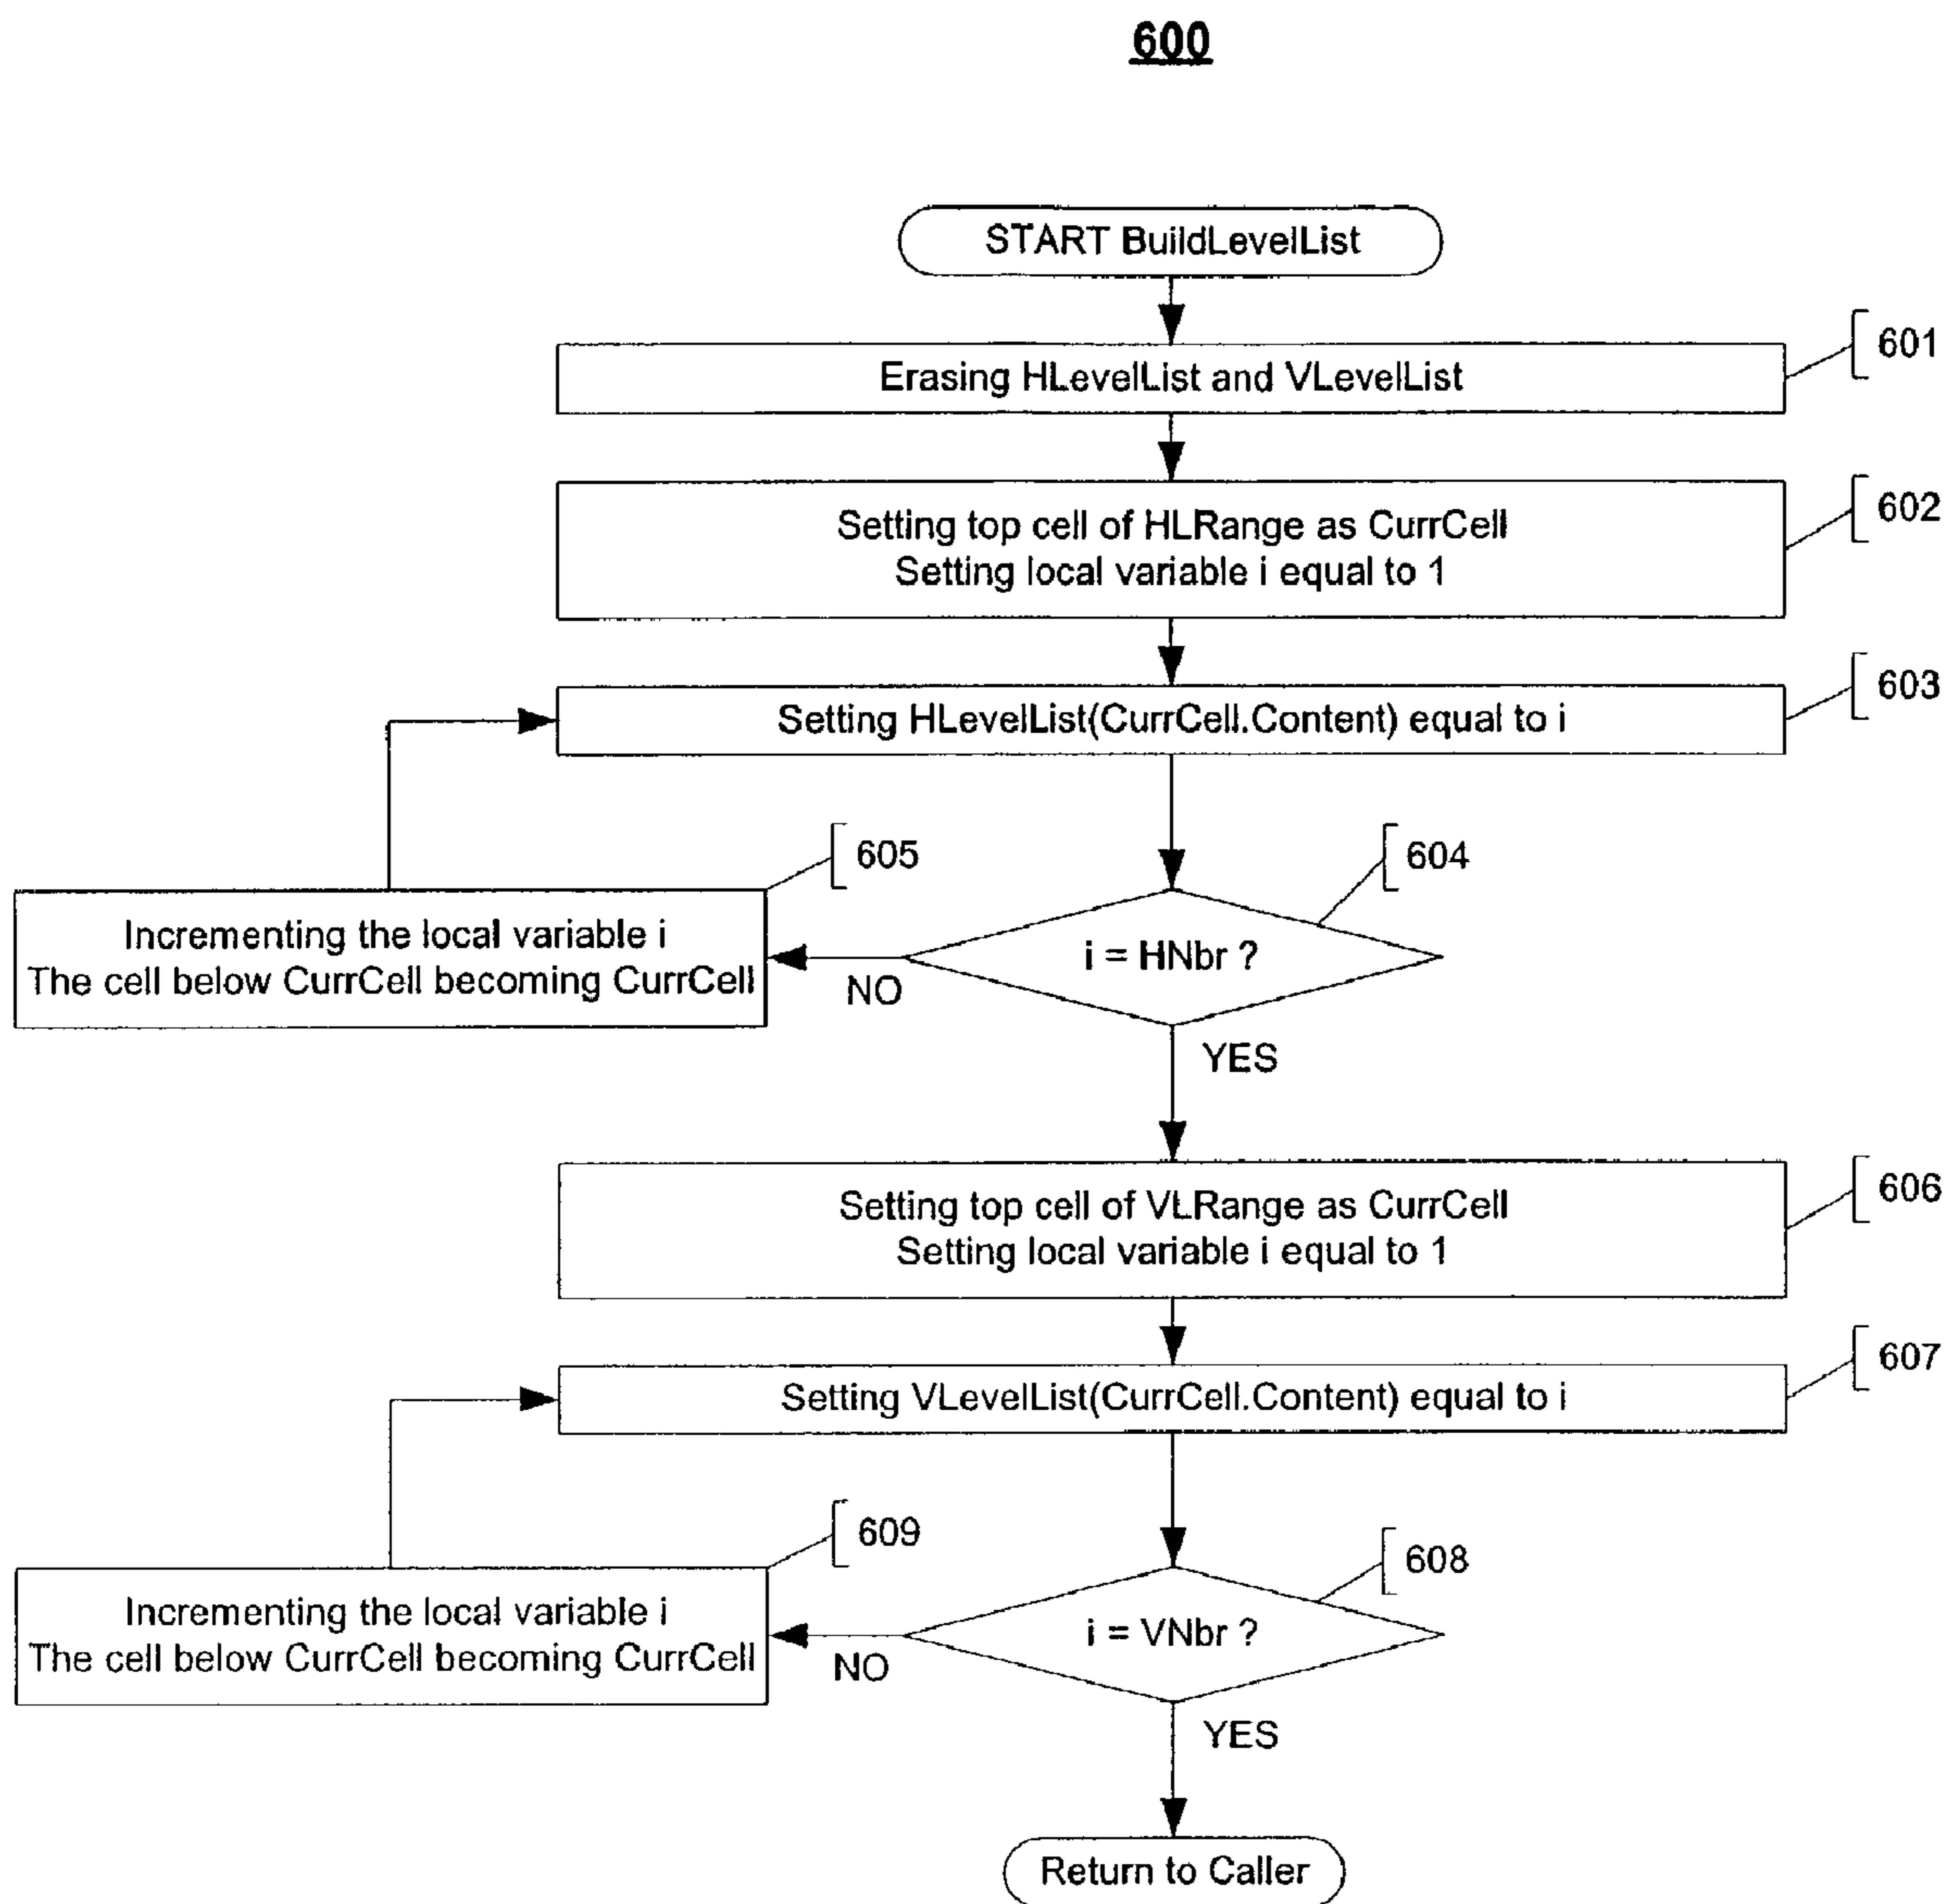 600
START BuildLevelList
601
Erasing HLevelList and VLevelList
602
Setting top cell of HLRange as CurrCell
Setting local variable i equal to 1
603
Setting HLevelList(CurrCell.Content) equal to i
605
604
Incrementing the local variable i
The cell below CurrCell becoming CurrCell
i = HNbr ?
NO
YES
606
Setting top cell of VLRange as CurrCell
Setting local variable i equal to 1
607
Setting VLevelList(CurrCell.Content) equal to i
609
608
Incrementing the local variable i
The cell below CurrCell becoming CurrCell
i = VNbr ?
NO
YES
Return to Caller